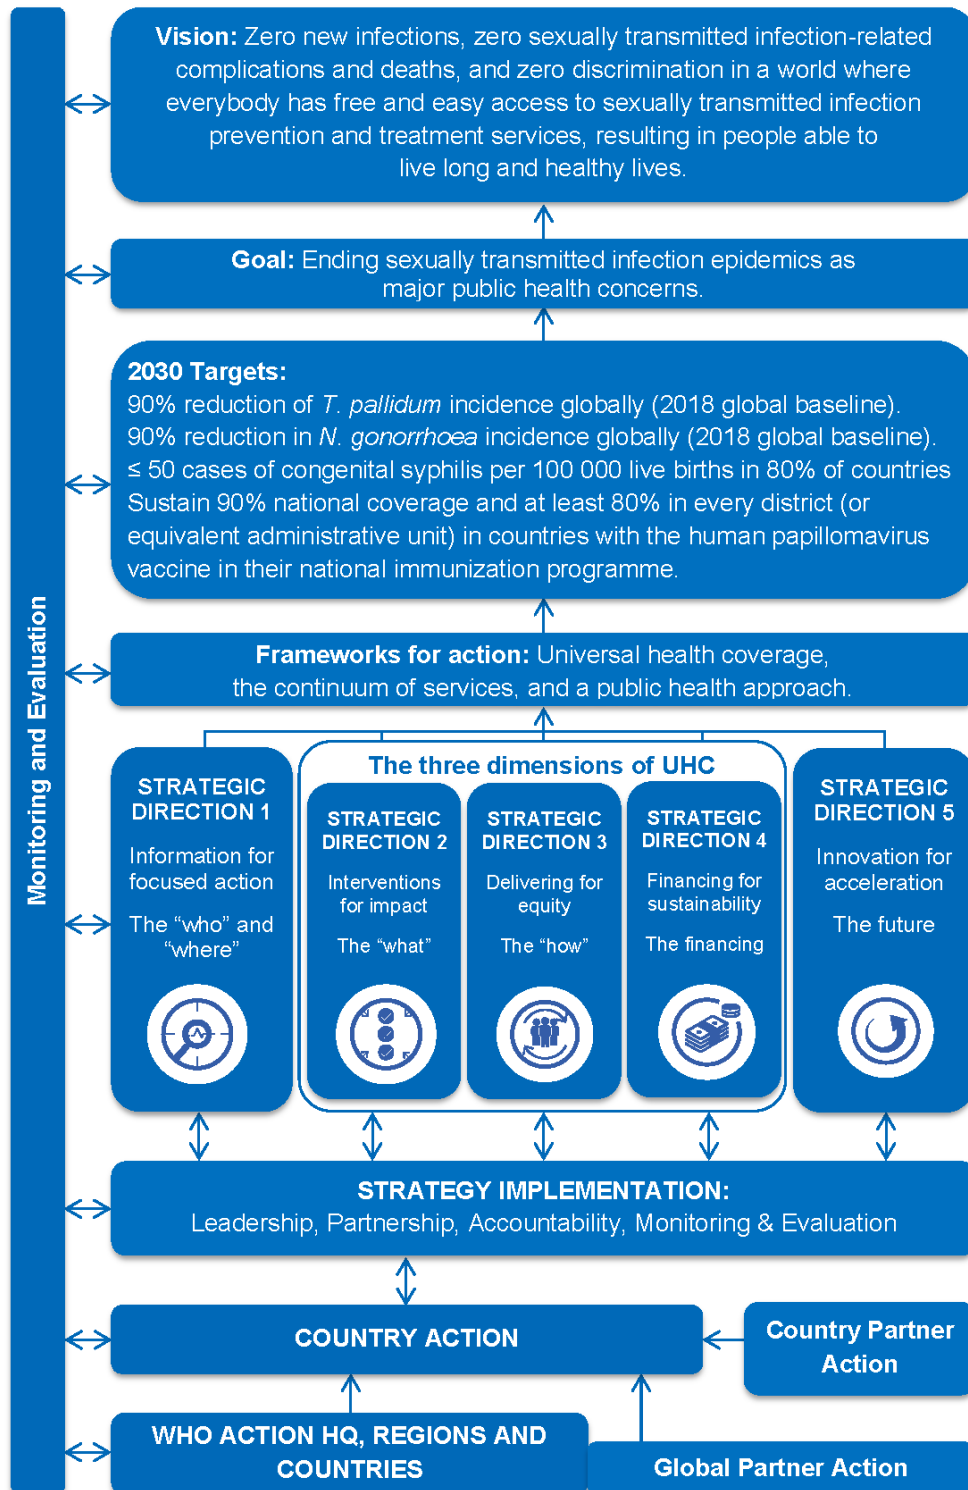 Monitoring and Evaluation
Vision: Zero new infections, zero sexually transmitted infection-related
complications and deaths, and zero discrimination in a world where
everybody has free and easy access to sexually transmitted infection
prevention and treatment services, resulting in people able to
live long and healthy lives.
Goal: Ending sexually transmitted infection epidemics as
major public health concerns.
2030 Targets:
90% reduction of T. pallidum incidence globally (2018 global baseline).
90% reduction in N. gonorrhoea incidence globally (2018 global baseline).
≤ 50 cases of congenital syphilis per 100 000 live births in 80% of countries
Sustain 90% national coverage and at least 80% in every district (or
equivalent administrative unit) in countries with the human papillomavirus
vaccine in their national immunization programme.
Frameworks for action: Universal health coverage,
the continuum of services, and a public health approach.
STRATEGIC
DIRECTION 1
Information for
focused action
The “who” and
“where”
The three dimensions of UHC
STRATEGIC
DIRECTION 2
Interventions
for impact
The “what”
STRATEGIC
DIRECTION 3
Delivering for
equity
The “how”
STRATEGIC
DIRECTION 4
Financing for
sustainability
The financing
STRATEGIC
DIRECTION 5
Innovation for
acceleration
The future
STRATEGY IMPLEMENTATION:
Leadership, Partnership, Accountability, Monitoring & Evaluation
COUNTRY ACTION
Country Partner
Action
WHO ACTION HQ, REGIONS AND
COUNTRIES
Global Partner Action